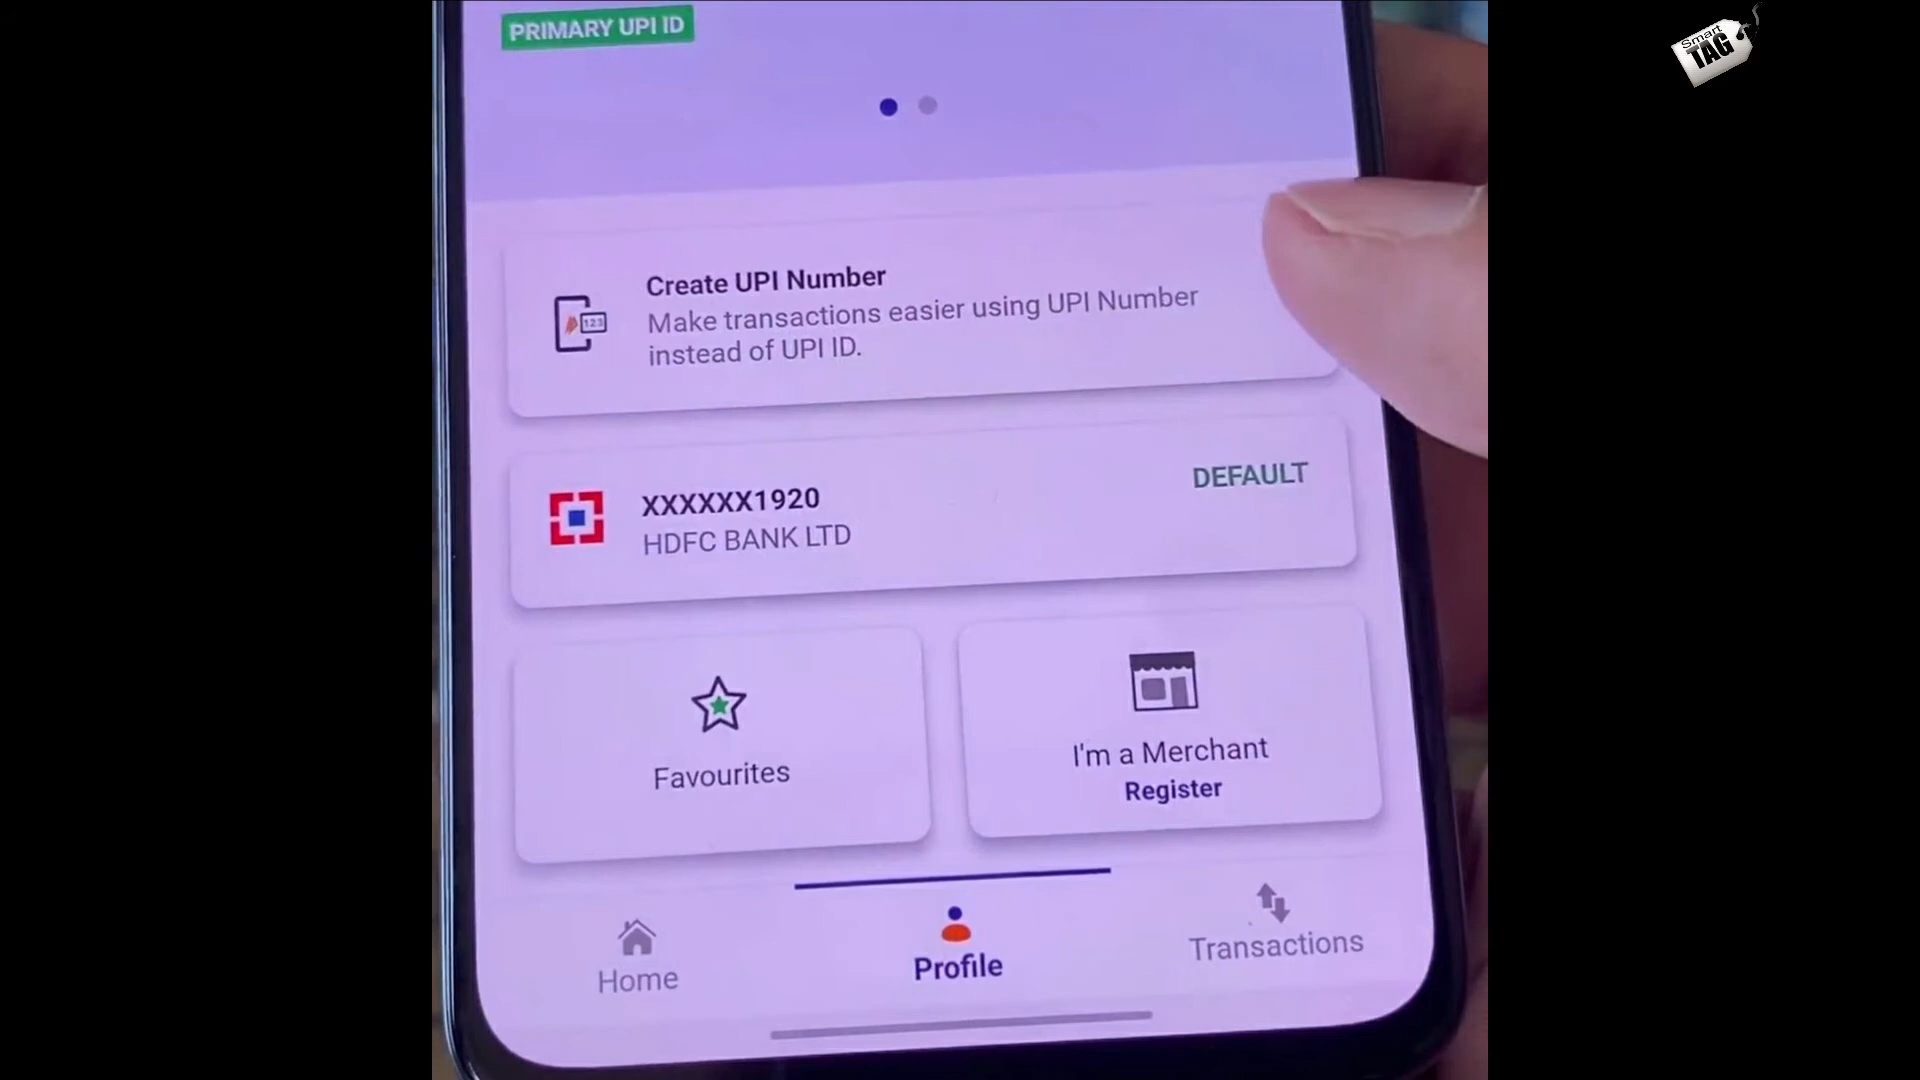 PRIMARY UPI ID
Smart
TAG
Create UPI Number
Make transactions easier using UPI Number
instead of UPI ID.
123
XXXXXX1920
DEFAULT
HDFC BANK LTD
Favourites
I'm a Merchant
Register
Home
Profile
Transactions